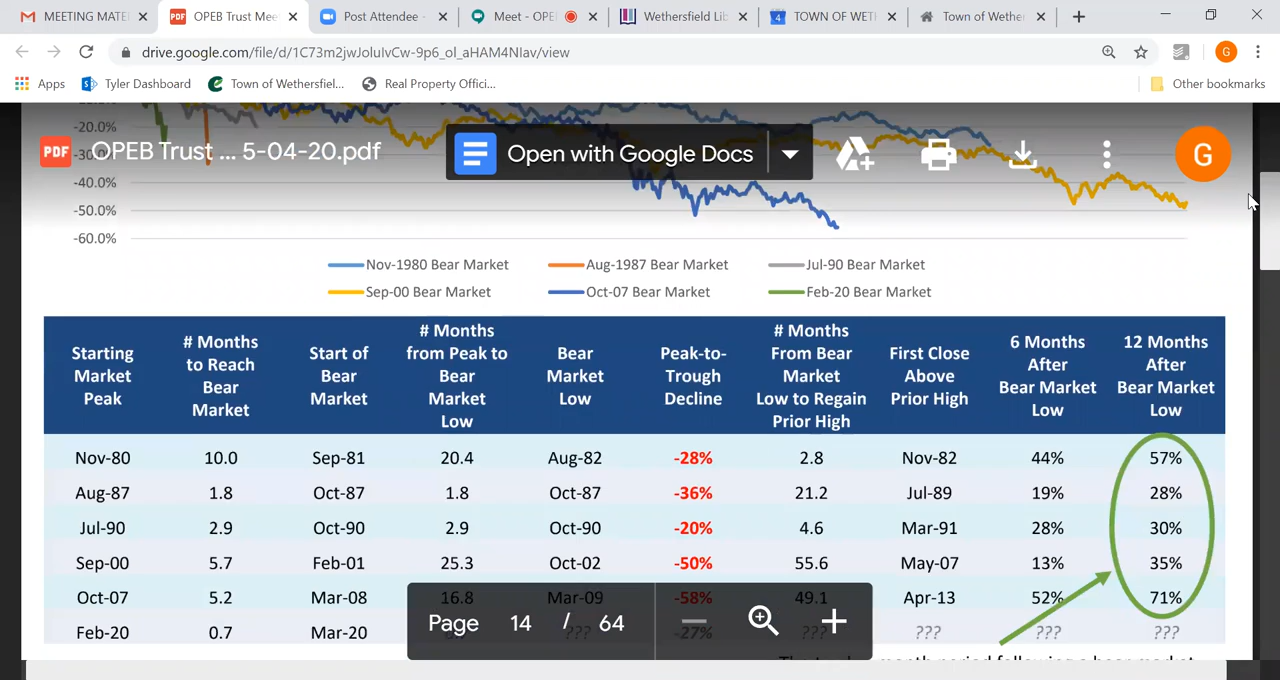 MEETING MATE
OPEB Trust Mee
Post Attendee -
Meet - OPE
Wethersfield Lib
TOWN OF WET
Town of Wether
drive.google.com/file/d/1C73m2jwJoluIvCw-9p6_ol_aHAM4NIav/view
G
Apps
Tyler Dashboard
Town of Wethersfiel...
Real Property Offici...
Other bookmarks
-20.0%
PDF
OPEB Trust ... 5-04-20.pdf
Open with Google Docs
G
-40.0%
-50.0%
-60.0%
Nov-1980 Bear Market
Aug-1987 Bear Market
Jul-90 Bear Market
Sep-00 Bear Market
Oct-07 Bear Market
Feb-20 Bear Market
Starting Market Peak
# Months to Reach Bear Market
Start of Bear Market
# Months from Peak to Bear Market Low
Bear Market Low
Peak-to-Trough Decline
# Months From Bear Market Low to Regain Prior High
First Close Above Prior High
6 Months After Bear Market Low
12 Months After Bear Market Low
Nov-80 10.0 Sep-81 20.4 Aug-82 -28% 2.8 Nov-82 44% 57%
Aug-87 1.8 Oct-87 1.8 Oct-87 -36% 21.2 Jul-89 19% 28%
Jul-90 2.9 Oct-90 2.9 Oct-90 -20% 4.6 Mar-91 28% 30%
Sep-00 5.7 Feb-01 25.3 Oct-02 -50% 55.6 May-07 13% 35%
Oct-07 5.2 Mar-08 16.8 Mar-09 -58% 49.1 Apr-13 52% 71%
Feb-20 0.7 Mar-20 ??? -27% ??? ??? ??? ???
Page 14 / 64